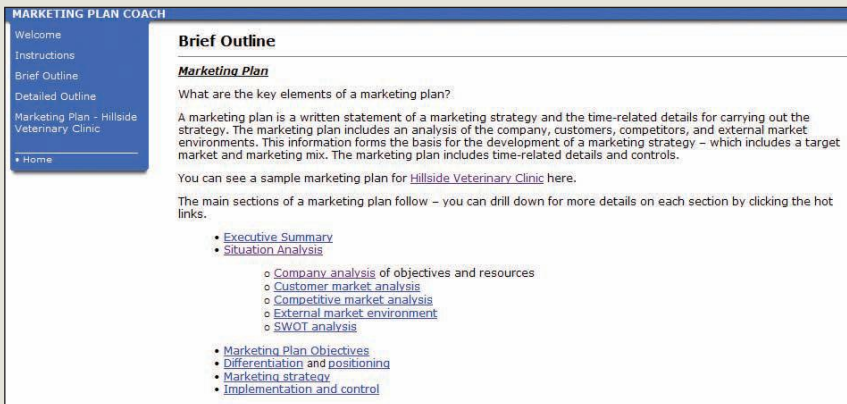 MARKETING PLAN COACH
Welcome
Instructions
Brief Outline
Detailed Outline
Marketing Plan - Hillside
Veterinary Clinic
• Home
Brief Outline
Marketing Plan
What are the key elements of a marketing plan?
A marketing plan is a written statement of a marketing strategy and the time-related details for carrying out the
strategy. The marketing plan includes an analysis of the company, customers, competitors, and external market
environments. This information forms the basis for the development of a marketing strategy – which includes a target
market and marketing mix. The marketing plan includes time-related details and controls.
You can see a sample marketing plan for Hillside Veterinary Clinic here.
The main sections of a marketing plan follow – you can drill down for more details on each section by clicking the hot
links.
• Executive Summary
• Situation Analysis
o Company analysis of objectives and resources
o Customer market analysis
o Competitive market analysis
o External market environment
o SWOT analysis
• Marketing Plan Objectives
• Differentiation and positioning
• Marketing strategy
• Implementation and control